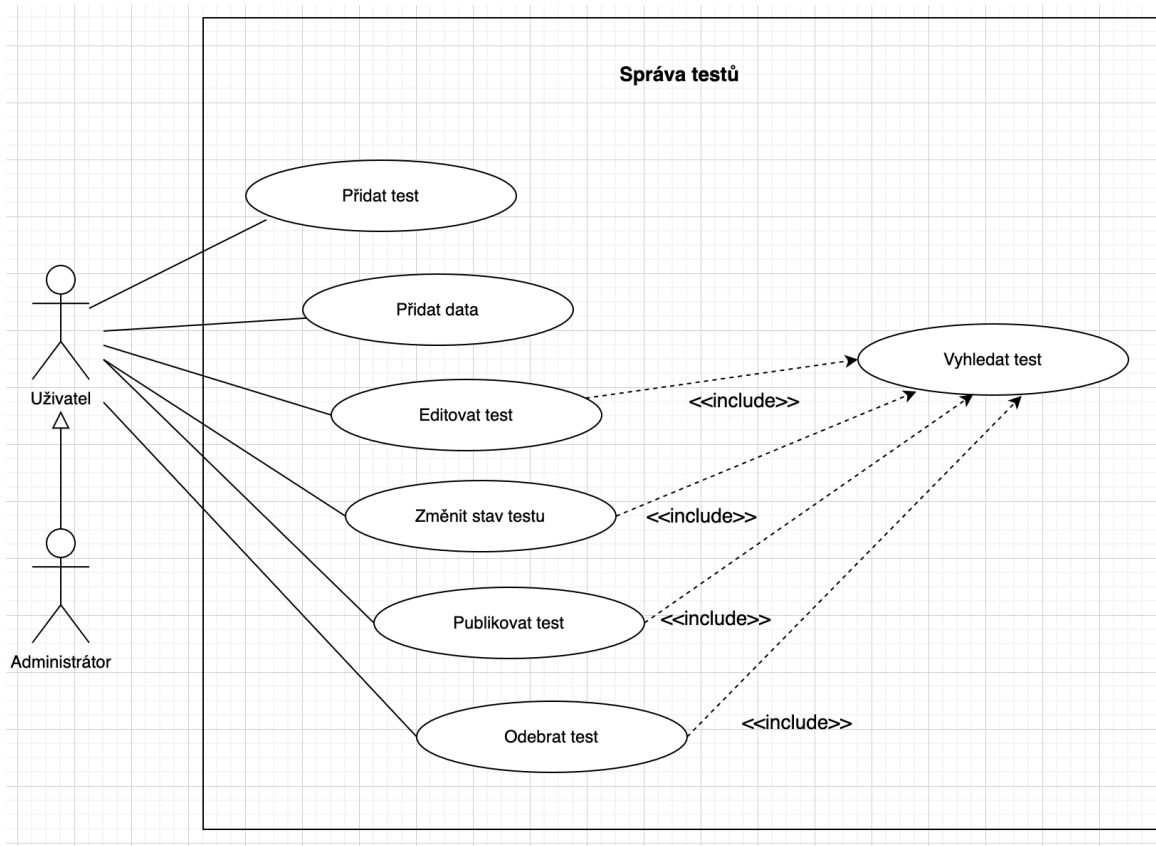 Správa testů
Přidat test
Přidat data
Uživatel
Vyhledat test
Editovat test
<<include>>
Změnit stav testu
<<include>>
Publikovat test
<<include>>
Administrátor
Odebrat test
<<include>>